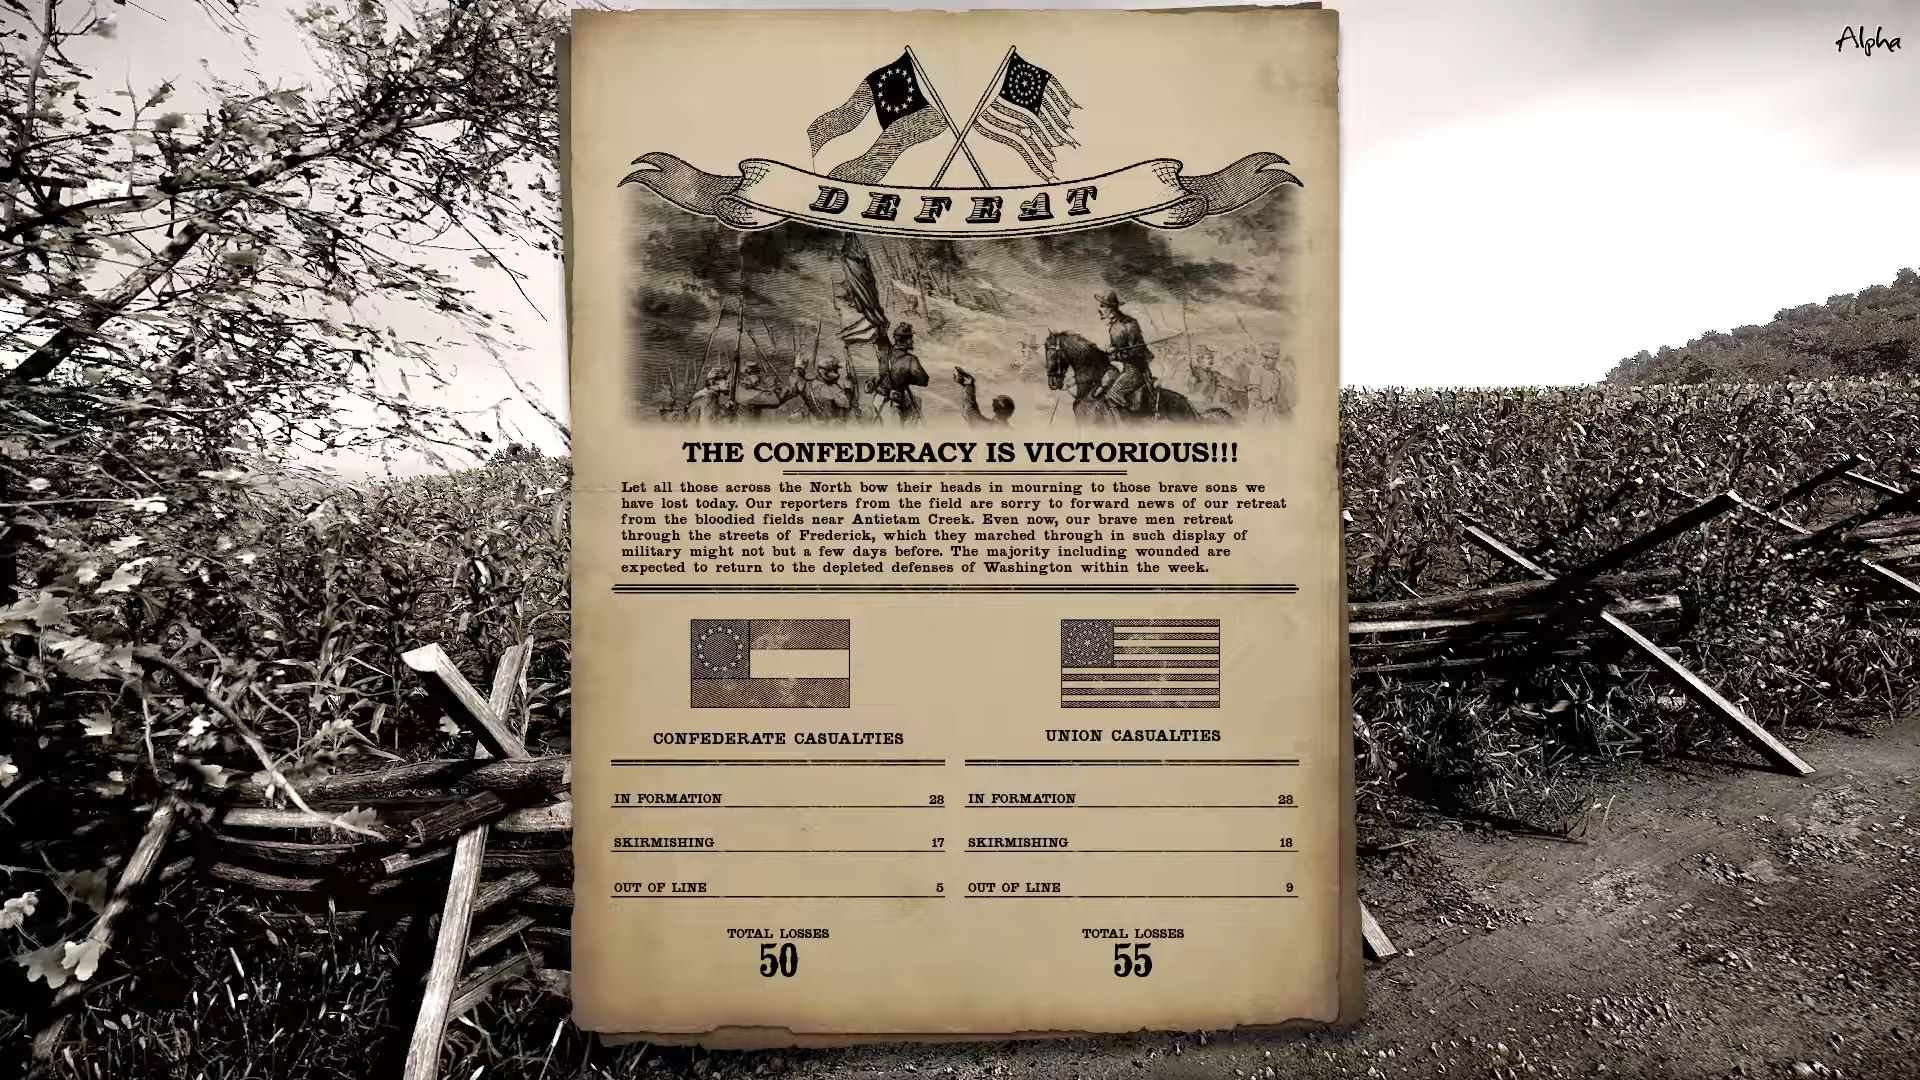 Alpha
DEFEAT
THE CONFEDERACY IS VICTORIOUS!!!
Let all those across the North bow their heads in mourning to those brave sons we
have lost today. Our reporters from the field are sorry to forward news of our retreat
from the bloodied fields near Antietam Creek. Even now, our brave men retreat
through the streets of Frederick, which they marched through in such display of
military might not but a few days before. The majority including wounded are
expected to return to the depleted defenses of Washington within the week.
CONFEDERATE CASUALTIES
IN FORMATION 28
SKIRMISHING 17
OUT OF LINE 5
TOTAL LOSSES
50
UNION CASUALTIES
IN FORMATION 28
SKIRMISHING 18
OUT OF LINE 9
TOTAL LOSSES
55